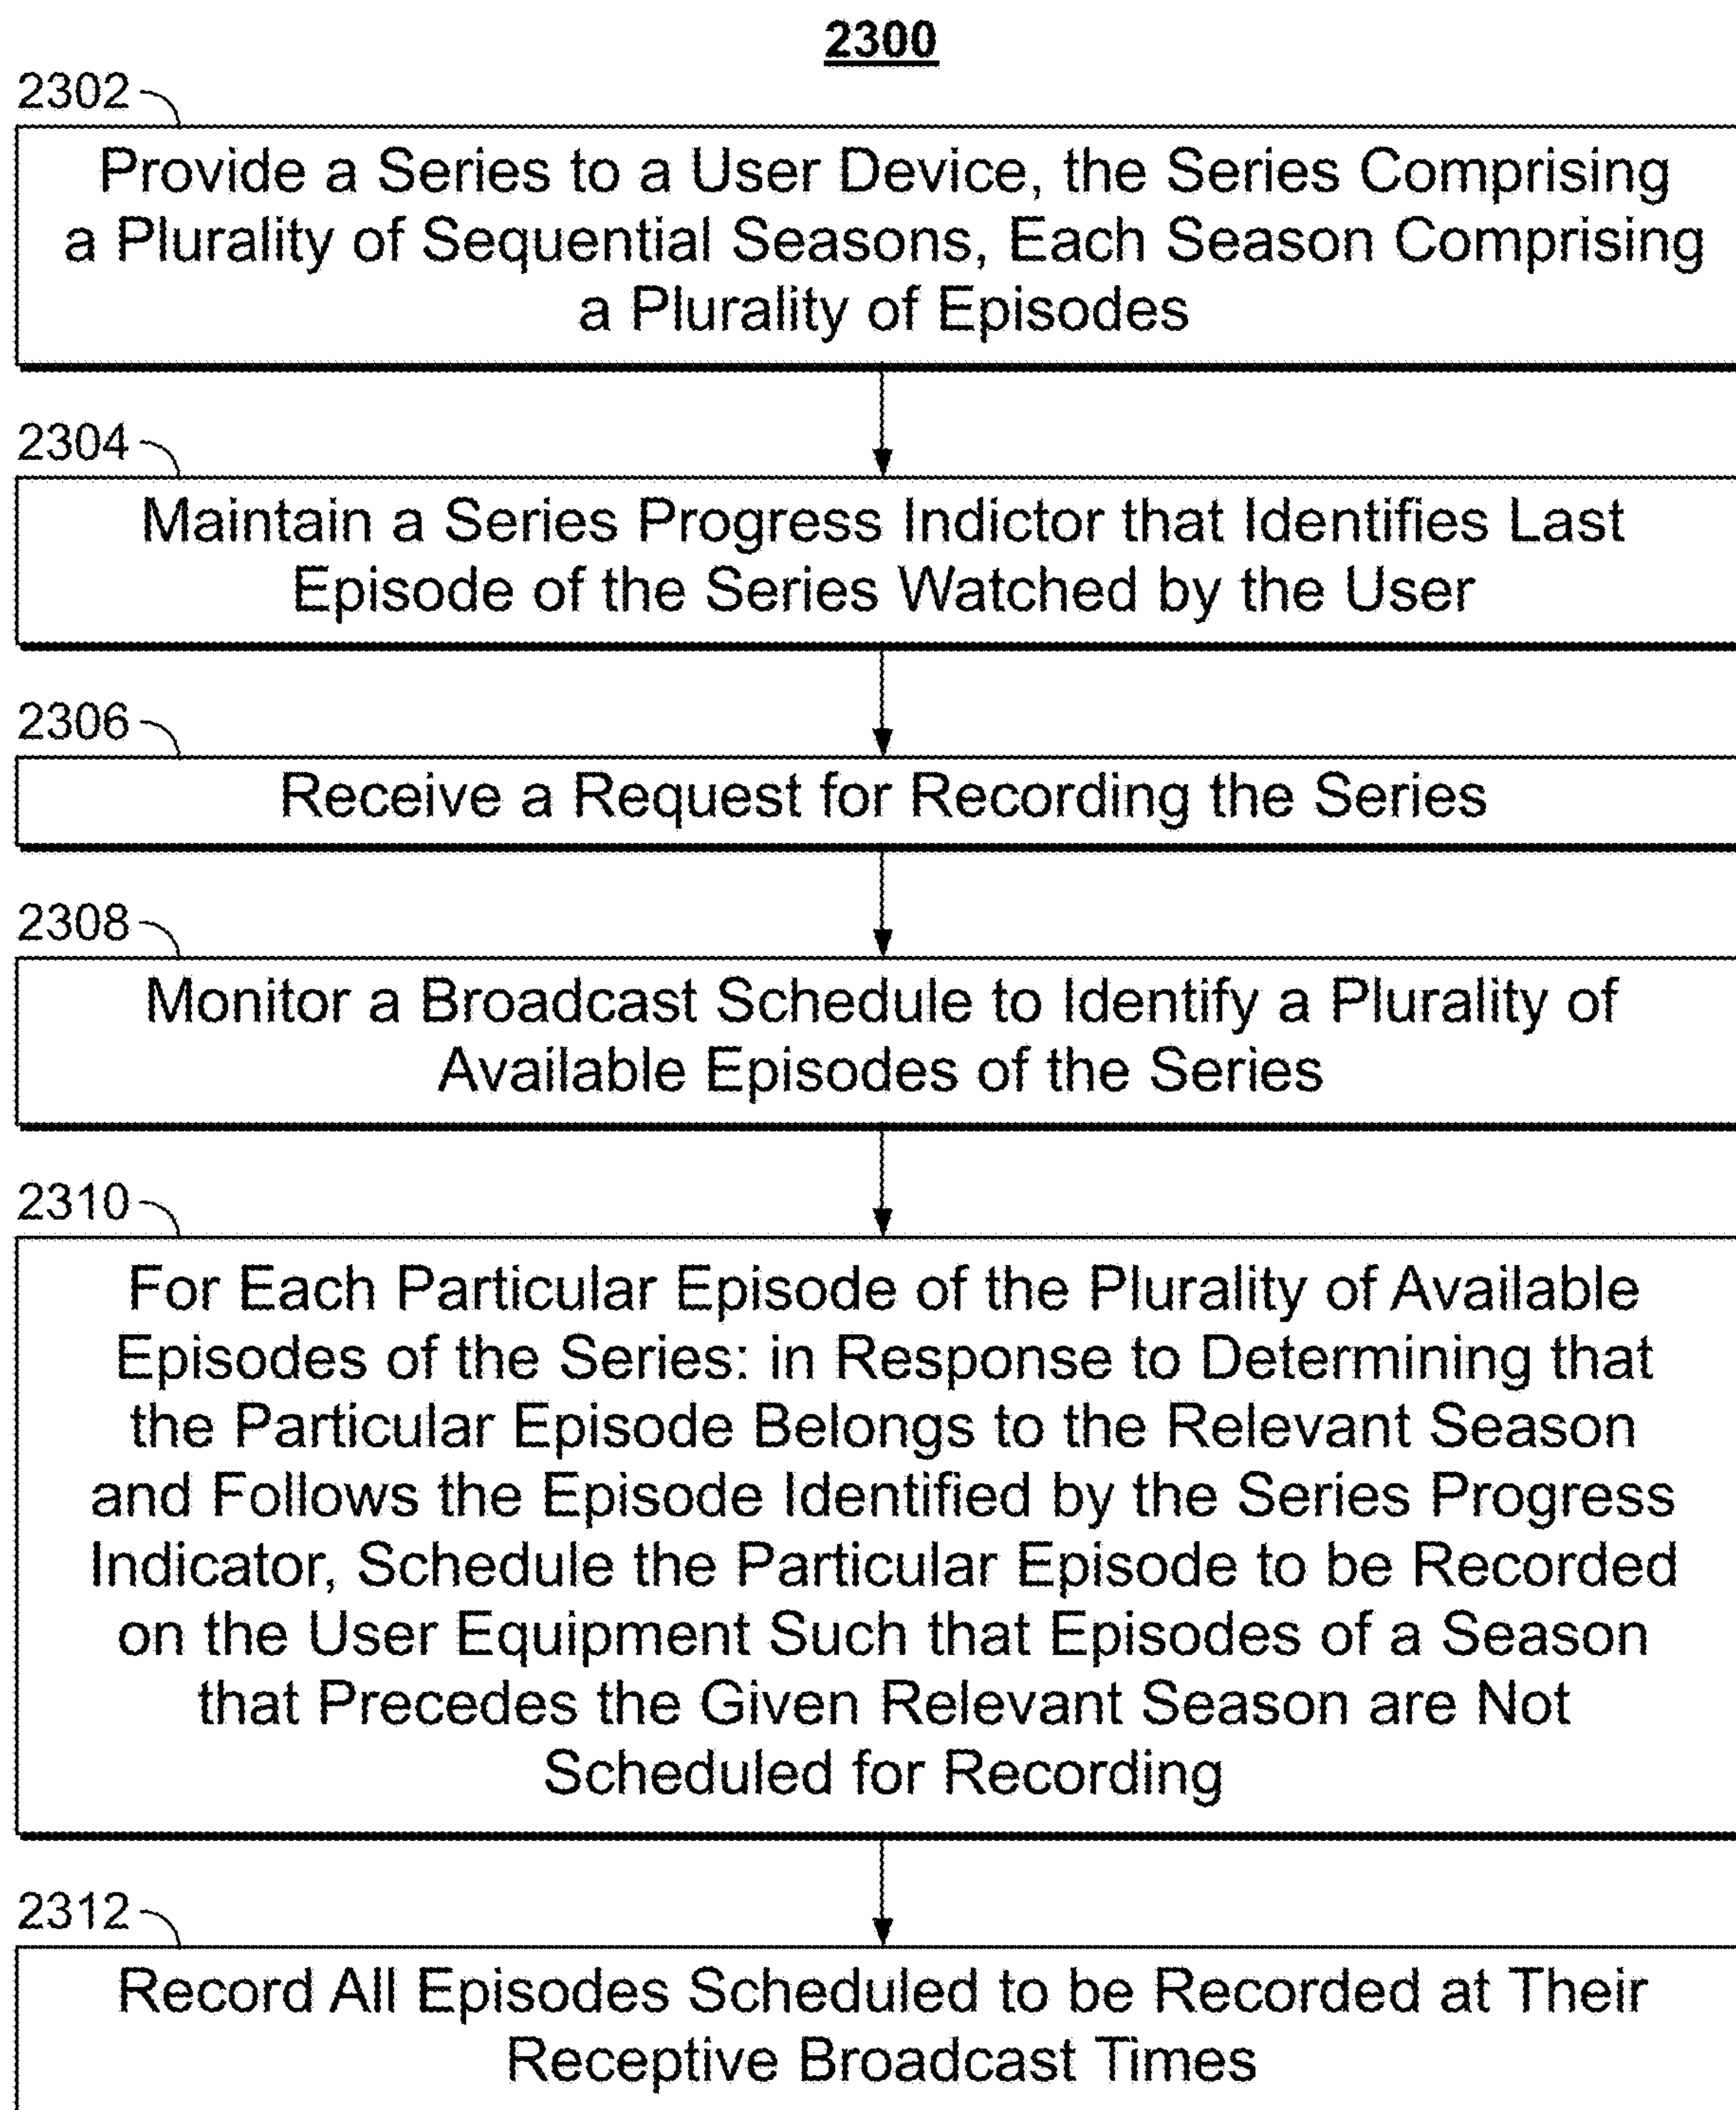 2300
2302
Provide a Series to a User Device, the Series Comprising
a Plurality of Sequential Seasons, Each Season Comprising
a Plurality of Episodes
2304
Maintain a Series Progress Indictor that Identifies Last
Episode of the Series Watched by the User
2306
Receive a Request for Recording the Series
2308
Monitor a Broadcast Schedule to Identify a Plurality of
Available Episodes of the Series
2310
For Each Particular Episode of the Plurality of Available
Episodes of the Series: in Response to Determining that
the Particular Episode Belongs to the Relevant Season
and Follows the Episode Identified by the Series Progress
Indicator, Schedule the Particular Episode to be Recorded
on the User Equipment Such that Episodes of a Season
that Precedes the Given Relevant Season are Not
Scheduled for Recording
2312
Record All Episodes Scheduled to be Recorded at Their
Receptive Broadcast Times